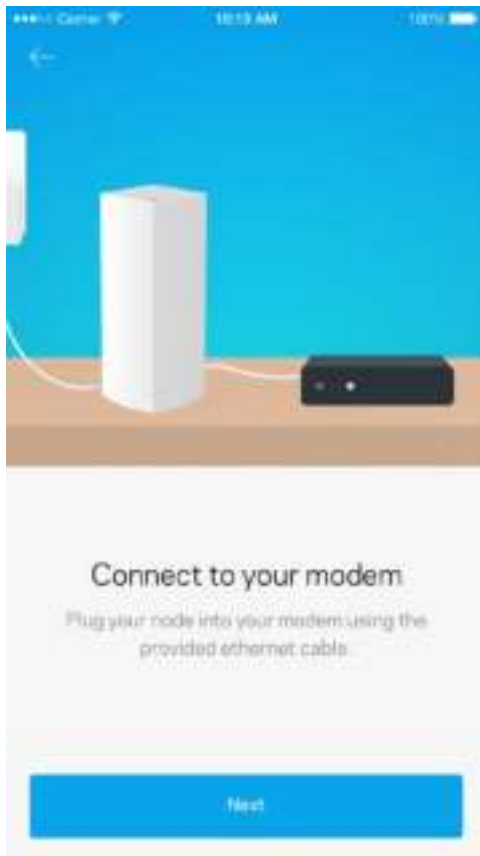 Carrier 10:19 AM 100%
Connect to your modem
Plug your node into your modem using the
provided ethernet cable.
Next